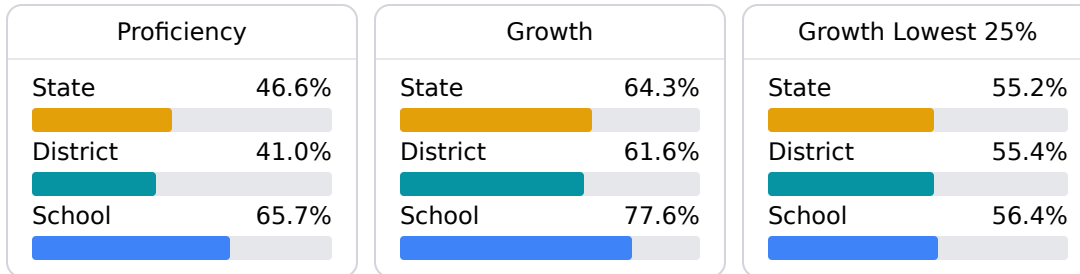 Proficiency
State 46.6%
District 41.0%
School 65.7%
Growth
State 64.3%
District 61.6%
School 77.6%
Growth Lowest 25%
State 55.2%
District 55.4%
School 56.4%